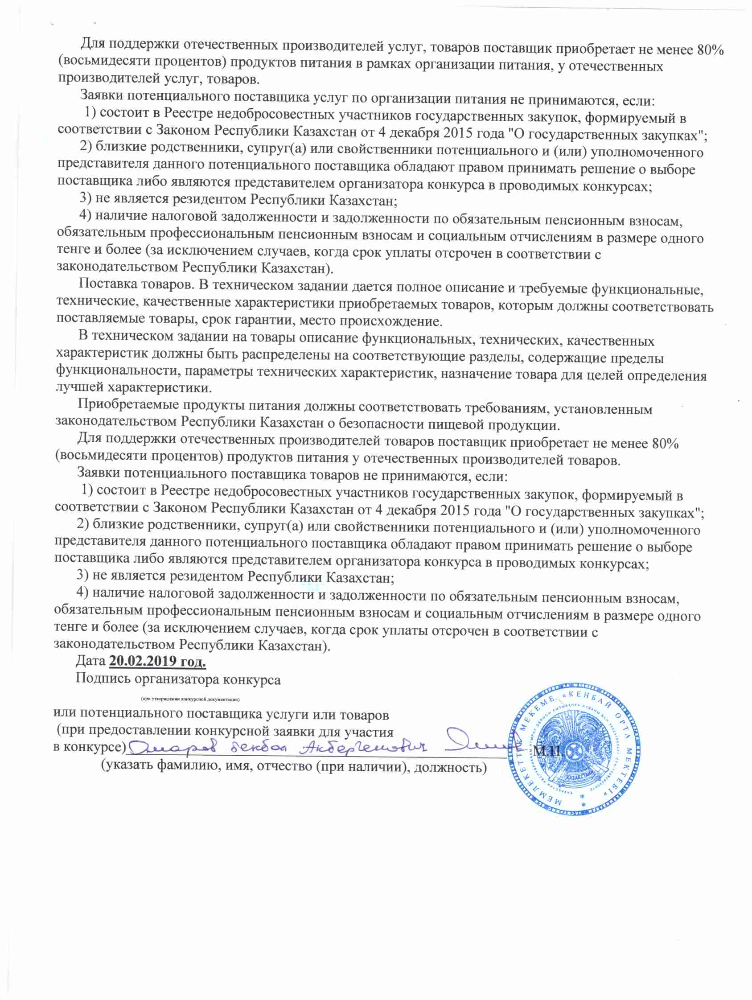 Для поддержки отечественных производителей услуг, товаров поставщик приобретает не менее 80%
(восьмидесяти процентов) продуктов питания в рамках организации питания, у отечественных
производителей услуг, товаров.
Заявки потенциального поставщика услуг по организации питания не принимаются, если:
1) состоит в Реестре недобросовестных участников государственных закупок, формируемый в
соответствии с Законом Республики Казахстан от 4 декабря 2015 года "О государственных закупках";
2) близкие родственники, супруг(а) или свойственники потенциального и (или) уполномоченного
представителя данного потенциального поставщика обладают правом принимать решение о выборе
поставщика либо являются представителем организатора конкурса в проводимых конкурсах;
3) не является резидентом Республики Казахстан;
4) наличие налоговой задолженности и задолженности по обязательным пенсионным взносам,
обязательным профессиональным пенсионным взносам и социальным отчислениям в размере одного
тенге и более (за исключением случаев, когда срок уплаты отсрочен в соответствии с
законодательством Республики Казахстан).
Поставка товаров. В техническом задании дается полное описание и требуемые функциональные,
технические, качественные характеристики приобретаемых товаров, которым должны соответствовать
поставляемые товары, срок гарантии, место происхождение.
В техническом задании на товары описание функциональных, технических, качественных
характеристик должны быть распределены на соответствующие разделы, содержащие пределы
функциональности, параметры технических характеристик, назначение товара для целей определения
лучшей характеристики.
Приобретаемые продукты питания должны соответствовать требованиям, установленным
законодательством Республики Казахстан о безопасности пищевой продукции.
Для поддержки отечественных производителей товаров поставщик приобретает не менее 80%
(восьмидесяти процентов) продуктов питания у отечественных производителей товаров.
Заявки потенциального поставщика товаров не принимаются, если:
1) состоит в Реестре недобросовестных участников государственных закупок, формируемый в
соответствии с Законом Республики Казахстан от 4 декабря 2015 года "О государственных закупках";
2) близкие родственники, супруг(а) или свойственники потенциального и (или) уполномоченного
представителя данного потенциального поставщика обладают правом принимать решение о выборе
поставщика либо являются представителем организатора конкурса в проводимых конкурсах;
3) не является резидентом Республики Казахстан;
4) наличие налоговой задолженности и задолженности по обязательным пенсионным взносам,
обязательным профессиональным пенсионным взносам и социальным отчислениям в размере одного
тенге и более (за исключением случаев, когда срок уплаты отсрочен в соответствии с
законодательством Республики Казахстан).
Дата 20.02.2019 год.
Подпись организатора конкурса
(при утверждении конкурсной документации)
или потенциального поставщика услуги или товаров
(при предоставлении конкурсной заявки для участия
в конкурсе) Омаров Бекбол Акбергенович М.П.
(указать фамилию, имя, отчество (при наличии), должность)
МЕМЛЕКЕТТІК МЕКЕМЕ «КЕНБАЙ ОРТА МЕКТЕБІ»
ҚАЗАҚСТАН